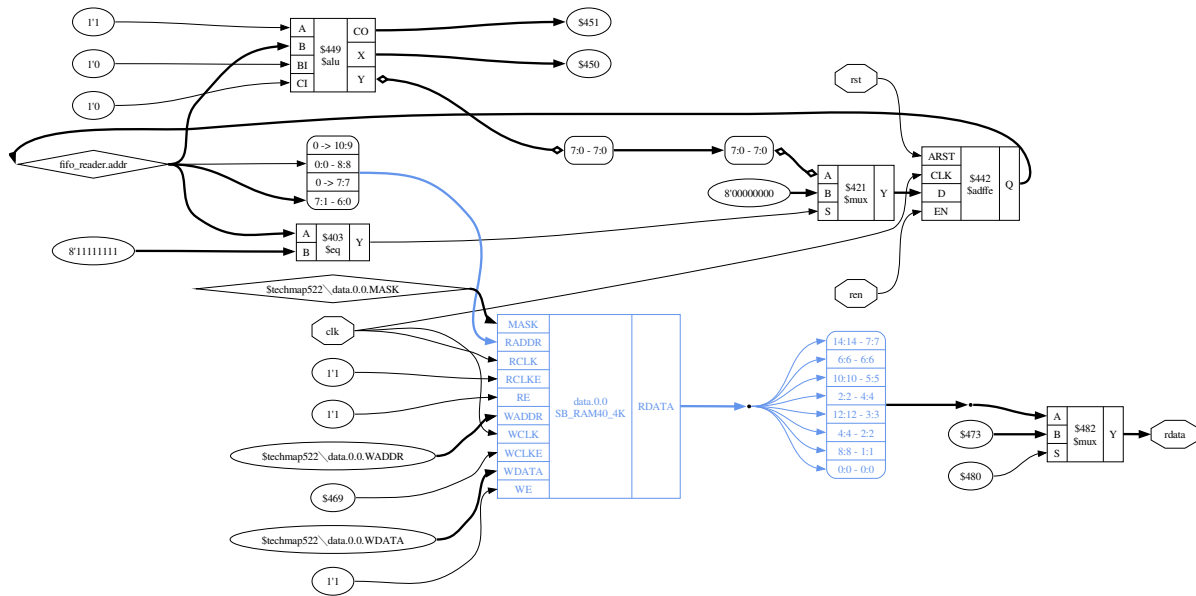 1'1
1'0
1'0
A
B
BI
CI
$449
$alu
CO
X
Y
$451
$450
rst
fifo_reader.addr
0 -> 10:9
0:0 - 8:8
0 -> 7:7
7:1 - 6:0
7:0 - 7:0
7:0 - 7:0
8'00000000
A
B
S
$421
$mux
Y
ARST
CLK
D
EN
$442
$adffe
Q
8'11111111
A
B
$403
$eq
Y
ren
$techmap522\data.0.0.MASK
clk
1'1
1'1
$techmap522\data.0.0.WADDR
$469
$techmap522\data.0.0.WDATA
1'1
MASK
RADDR
RCLK
RCLKE
RE
WADDR
WCLK
WCLKE
WDATA
WE
data.0.0
SB_RAM40_4K
RDATA
14:14 - 7:7
6:6 - 6:6
10:10 - 5:5
2:2 - 4:4
12:12 - 3:3
4:4 - 2:2
8:8 - 1:1
0:0 - 0:0
$473
$480
A
B
S
$482
$mux
Y
rdata